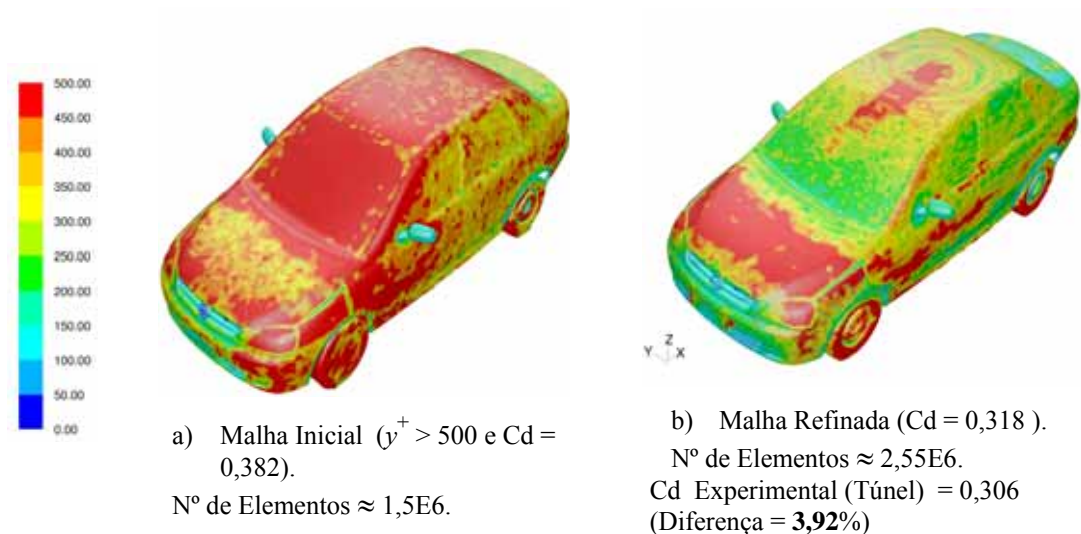 500.00
450.00
400.00
350.00
300.00
250.00
200.00
150.00
100.00
50.00
0.00
Z
Y X
a) Malha Inicial (y⁺ > 500 e Cd =
0,382).
Nº de Elementos ≈ 1,5E6.
b) Malha Refinada (Cd = 0,318 ).
Nº de Elementos ≈ 2,55E6.
Cd Experimental (Túnel) = 0,306
(Diferença = 3,92%)